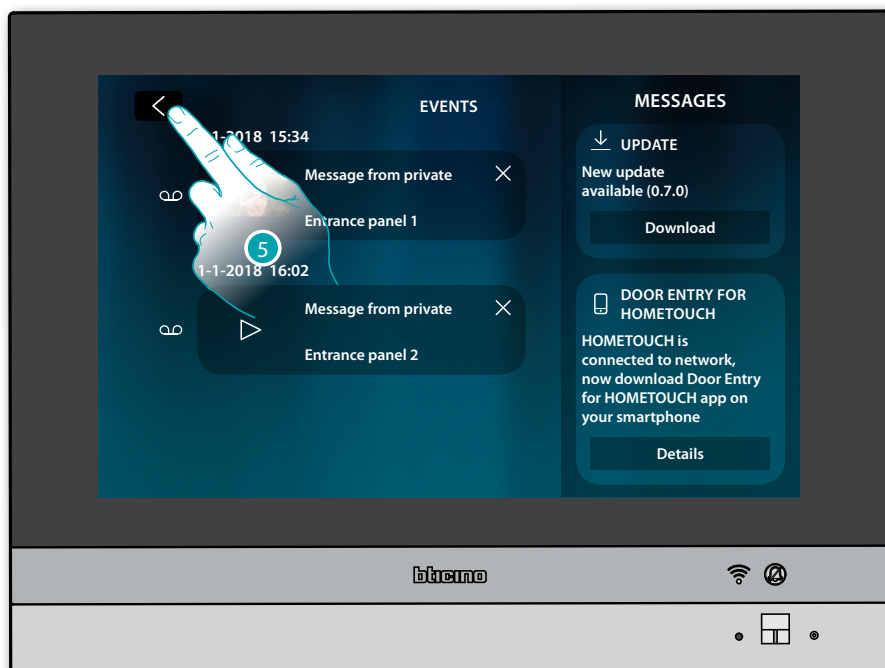 EVENTS
1-2018 15:34
Message from private
Entrance panel 1
5
1-1-2018 16:02
Message from private
Entrance panel 2
MESSAGES
UPDATE
New update
available (0.7.0)
Download
DOOR ENTRY FOR
HOMETOUCH
HOMETOUCH is
connected to network,
now download Door Entry
for HOMETOUCH app on
your smartphone
Details
bticino